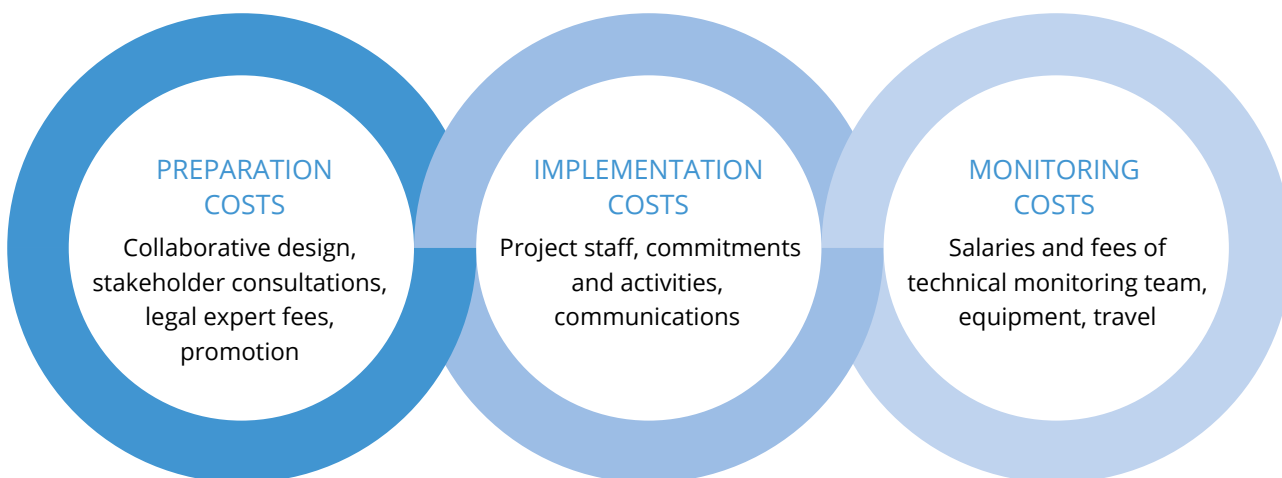 PREPARATION
COSTS
Collaborative design,
stakeholder consultations,
legal expert fees,
promotion
IMPLEMENTATION
COSTS
Project staff, commitments
and activities,
communications
MONITORING
COSTS
Salaries and fees of
technical monitoring team,
equipment, travel